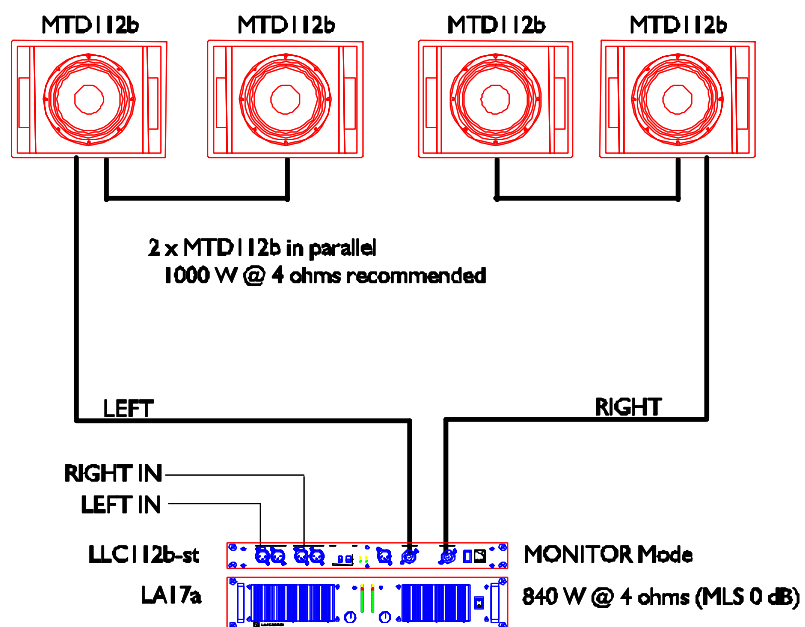 MTD112b
MTD112b
MTD112b
MTD112b
2 x MTD112b in parallel
1000 W @ 4 ohms recommended
LEFT
RIGHT
RIGHT IN
LEFT IN
LLC112b-st
MONITOR Mode
LA17a
840 W @ 4 ohms (MLS 0 dB)